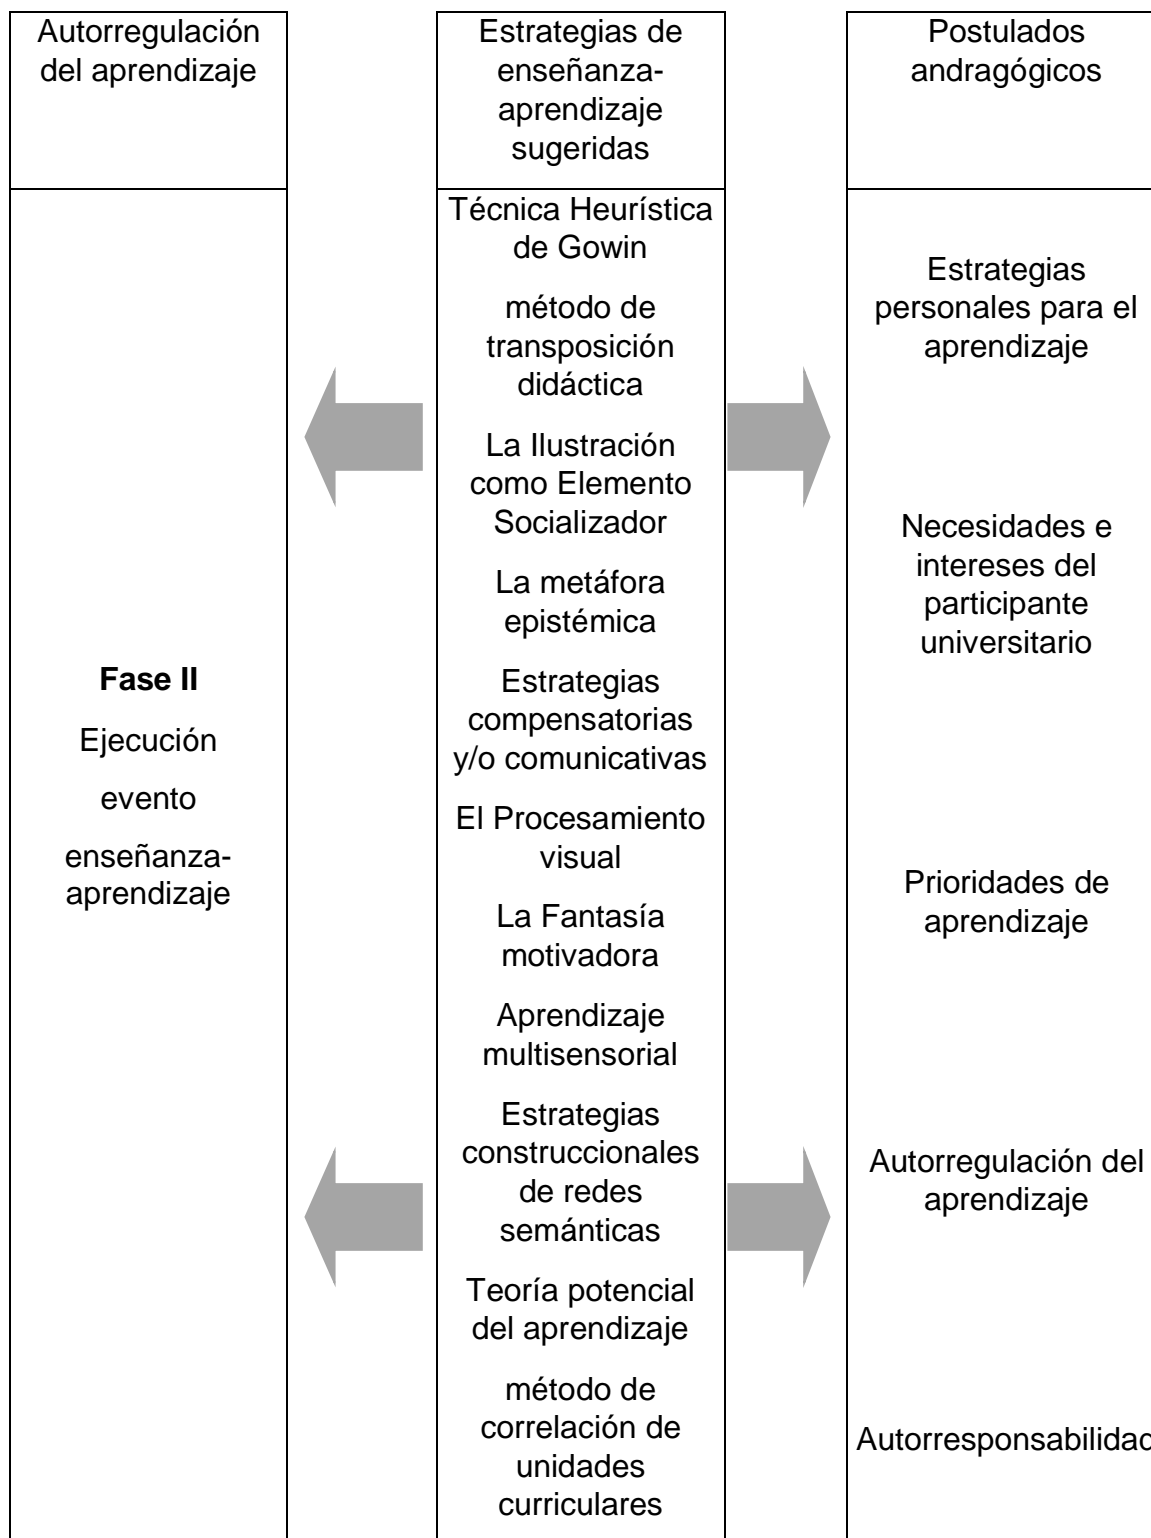 Autorregulación
del aprendizaje
Estrategias de
enseñanza-
aprendizaje
sugeridas
Postulados
andragógicos
Fase II
Ejecución
evento
enseñanza-
aprendizaje
Técnica Heurística
de Gowin
método de
transposición
didáctica
La Ilustración
como Elemento
Socializador
La metáfora
epistémica
Estrategias
compensatorias
y/o comunicativas
El Procesamiento
visual
La Fantasía
motivadora
Aprendizaje
multisensorial
Estrategias
construccionales
de redes
semánticas
Teoría potencial
del aprendizaje
método de
correlación de
unidades
curriculares
Estrategias
personales para el
aprendizaje
Necesidades e
intereses del
participante
universitario
Prioridades de
aprendizaje
Autorregulación del
aprendizaje
Autorresponsabilidad